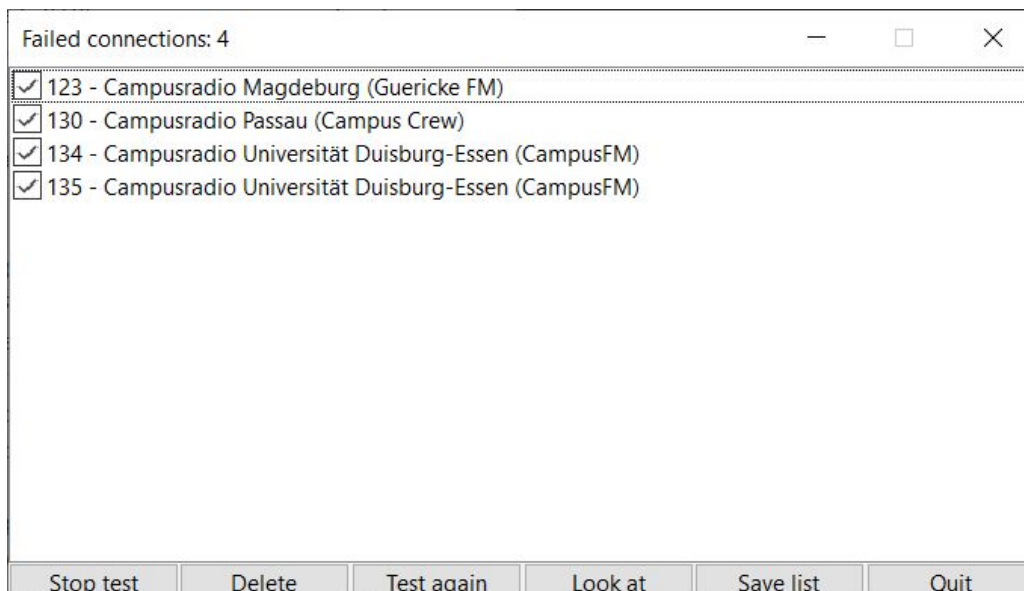 Failed connections: 4
123 - Campusradio Magdeburg (Guericke FM)
130 - Campusradio Passau (Campus Crew)
134 - Campusradio Universität Duisburg-Essen (CampusFM)
135 - Campusradio Universität Duisburg-Essen (CampusFM)
Stop test Delete Test again Look at Save list Quit